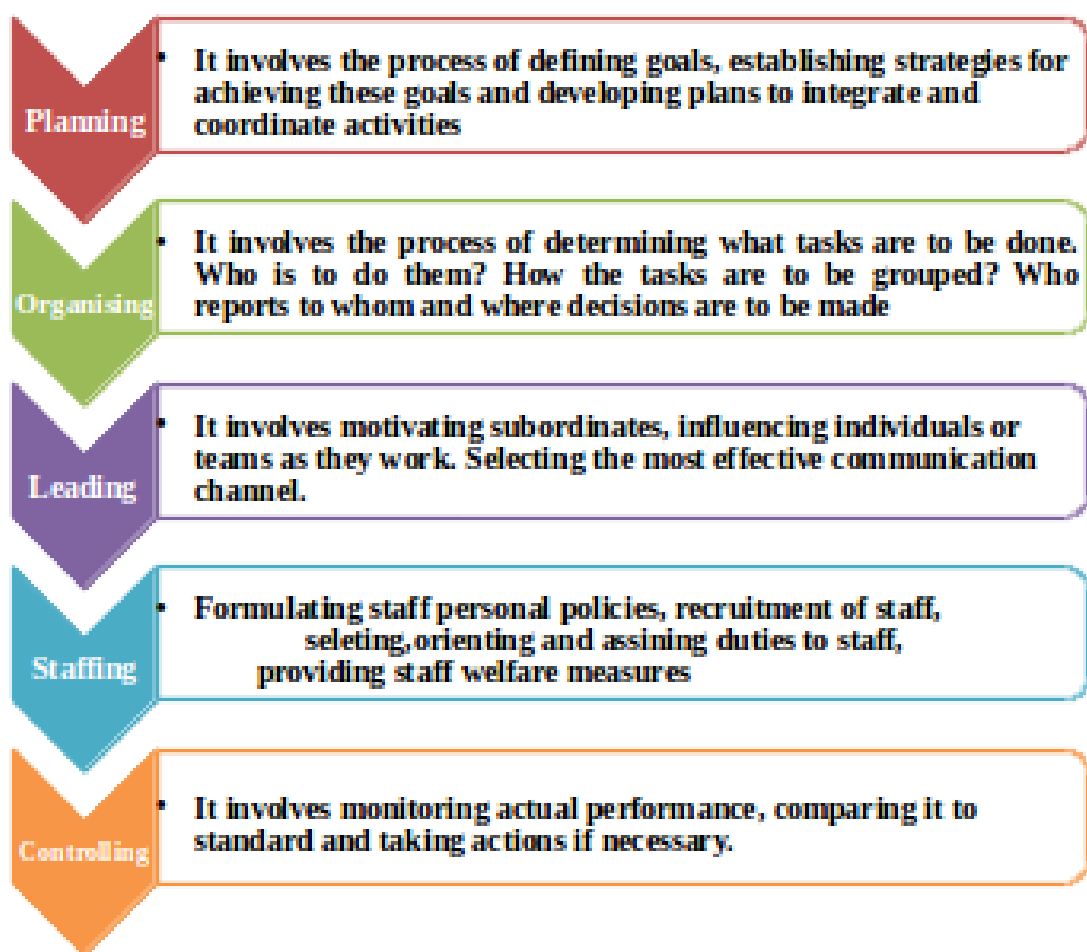 Planning
• It involves the process of defining goals, establishing strategies for
achieving these goals and developing plans to integrate and
coordinate activities
Organising
• It involves the process of determining what tasks are to be done.
Who is to do them? How the tasks are to be grouped? Who
reports to whom and where decisions are to be made
Leading
• It involves motivating subordinates, influencing individuals or
teams as they work. Selecting the most effective communication
channel.
Staffing
• Formulating staff personal policies, recruitment of staff,
seleting,orienting and assining duties to staff,
providing staff welfare measures
Controlling
• It involves monitoring actual performance, comparing it to
standard and taking actions if necessary.